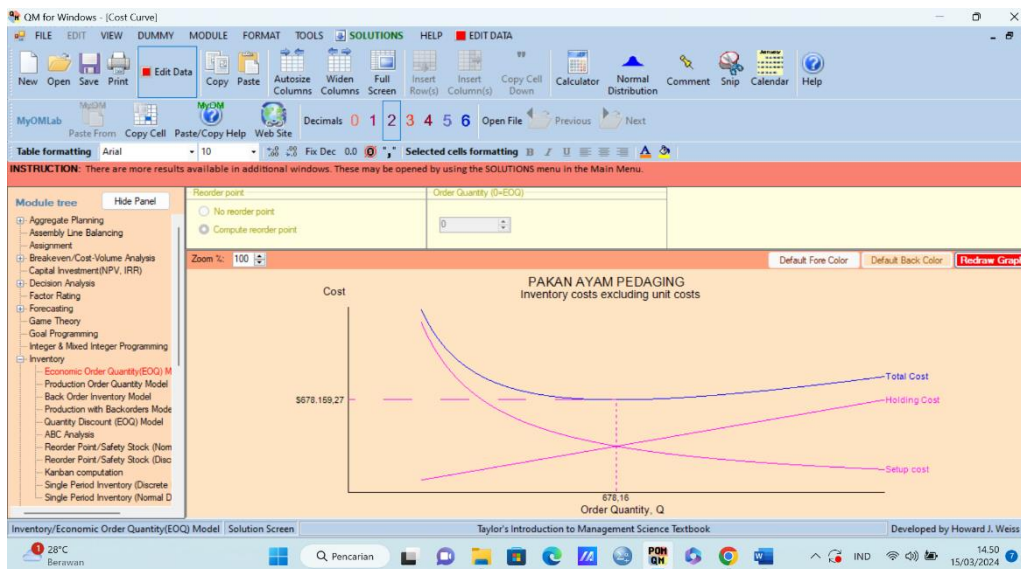 QM for Windows - [Cost Curve]
FILE EDIT VIEW DUMMY MODULE FORMAT TOOLS SOLUTIONS HELP EDIT DATA
New Open Save Print Edit Data Copy Paste Autosize Columns Widen Columns Full Screen Insert Row(s) Insert Column(s) Copy Cell Down Calculator Normal Distribution Comment Snip Calendar Help
MyOMLab Paste From Copy Cell Paste/Copy Help Web Site Decimals 0 1 2 3 4 5 6 Open File Previous Next
Table formatting Arial 10 Fix Dec 0.0 0 "," Selected cells formatting B I U A
INSTRUCTION: There are more results available in additional windows. These may be opened by using the SOLUTIONS menu in the Main Menu.
Module tree Hide Panel
Aggregate Planning
Assembly Line Balancing
Assignment
Breakeven/Cost-Volume Analysis
Capital Investment(NPV, IRR)
Decision Analysis
Factor Rating
Forecasting
Game Theory
Goal Programming
Integer & Mixed Integer Programming
Inventory
Economic Order Quantity(EOQ) M
Production Order Quantity Model
Back Order Inventory Model
Production with Backorders Mode
Quantity Discount (EOQ) Model
ABC Analysis
Reorder Point/Safety Stock (Nom
Reorder Point/Safety Stock (Disc
Kanban computation
Single Period Inventory (Discrete
Single Period Inventory (Normal D
Reorder point
No reorder point
Compute reorder point
Order Quantity (0=EOQ)
0
Zoom %: 100 Default Fore Color Default Back Color Redraw Grap
PAKAN AYAM PEDAGING
Inventory costs excluding unit costs
Cost
Total Cost
$678.159,27
Holding Cost
Setup cost
678,16
Order Quantity, Q
Inventory/Economic Order Quantity(EOQ) Model Solution Screen Taylor's Introduction to Management Science Textbook Developed by Howard J. Weiss
1 28°C
Berawan
Pencarian
POM
QM
IND
14.50
15/03/2024
7